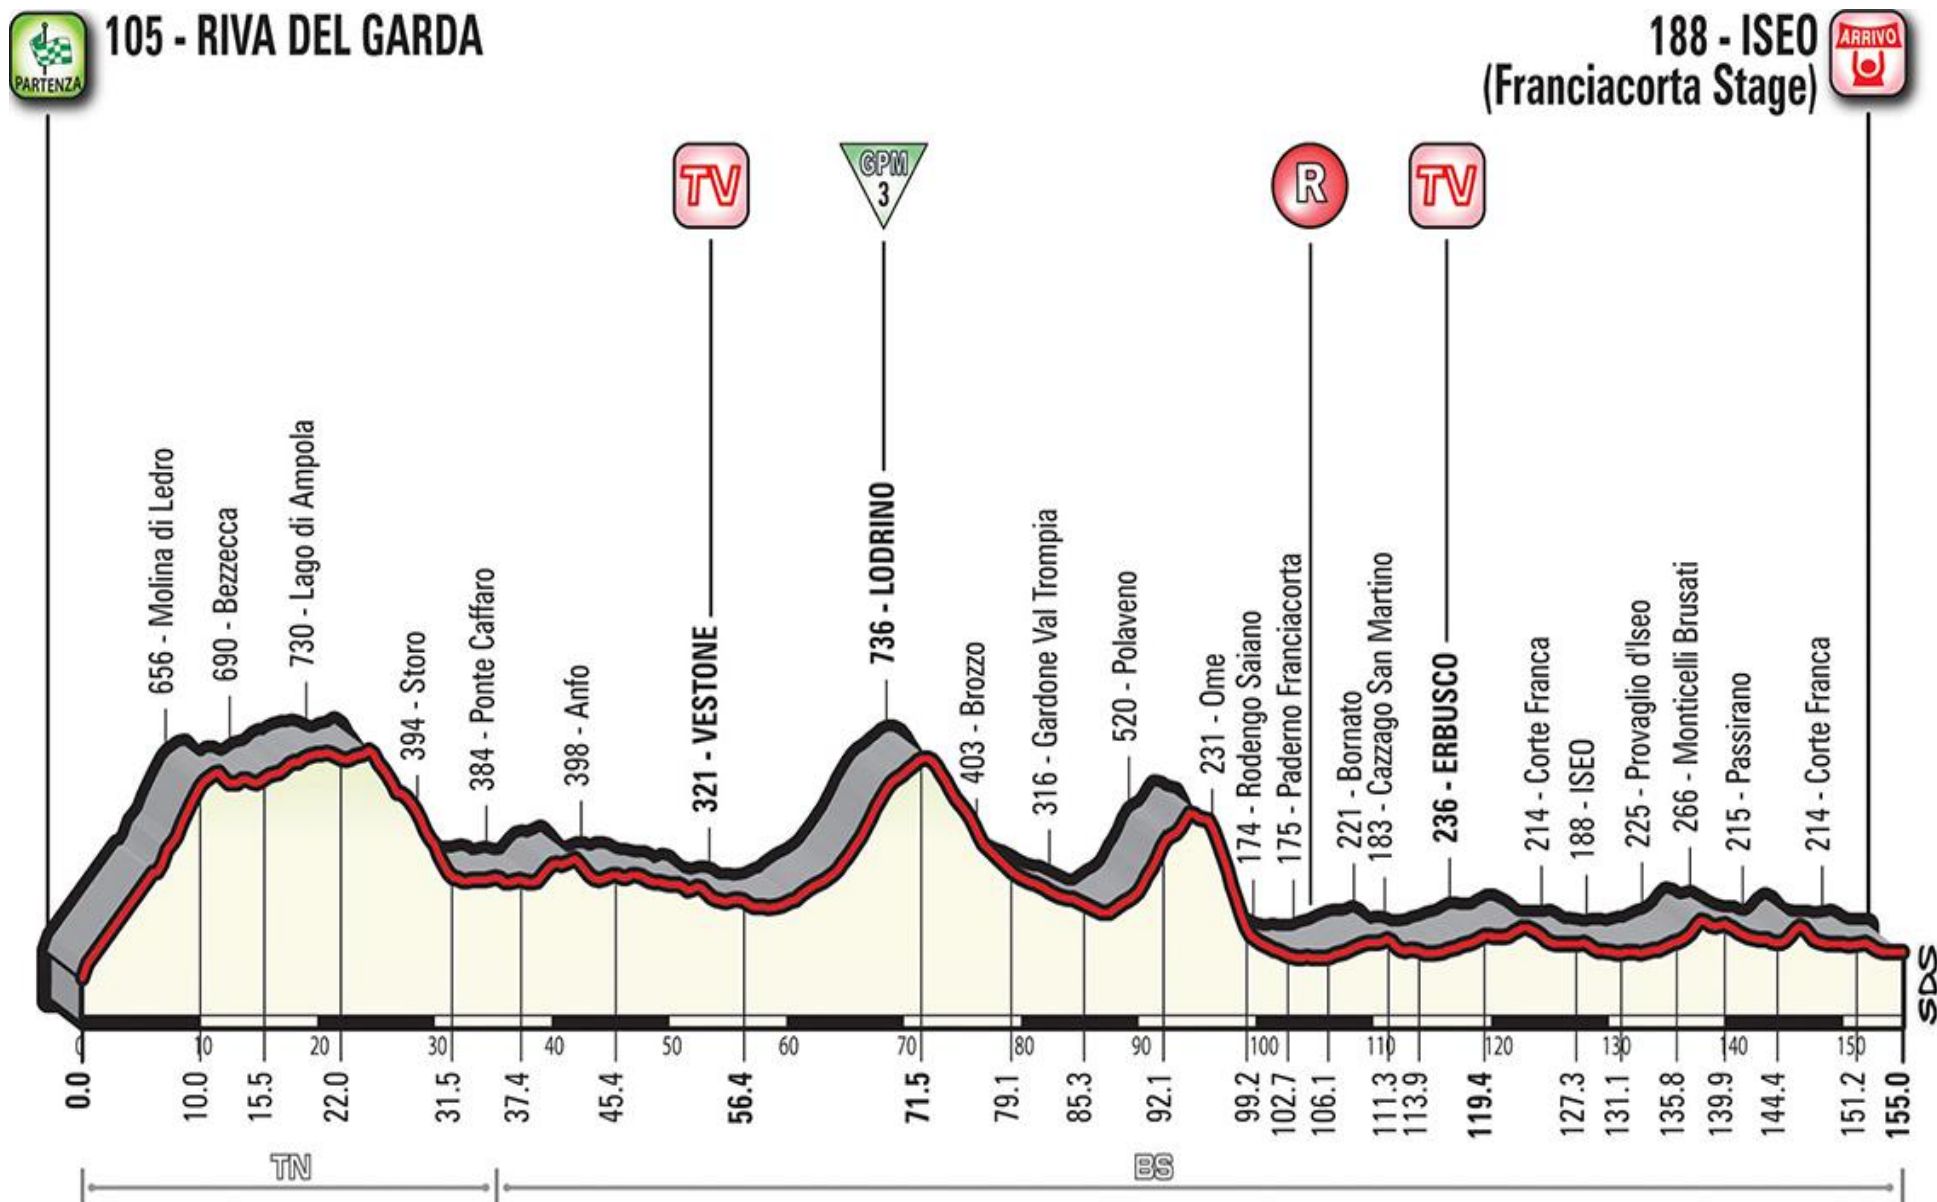 PARTENZA
105 - RIVA DEL GARDA
188 - ISEO
(Franciacorta Stage)
ARRIVO
TV
GPM
3
R
TV
656 - Molina di Ledro
690 - Bezzecca
730 - Lago di Ampola
394 - Storo
384 - Ponte Caffaro
398 - Anfo
321 - VESTONE
736 - LODRINO
403 - Brozzo
316 - Gardone Val Trompia
520 - Polaveno
231 - Ome
174 - Rodengo Saiano
175 - Paderno Franciacorta
221 - Bornato
183 - Cazzago San Martino
236 - ERBUSCO
214 - Corte Franca
188 - ISEO
225 - Provaglio d'Iseo
266 - Monticelli Brusati
215 - Passirano
214 - Corte Franca
SDS
0 10 20 30 40 50 60 70 80 90 100 110 120 130 140 150
0.0 10.0 15.5 22.0 31.5 37.4 45.4 56.4 71.5 79.1 85.3 92.1 99.2 102.7 106.1 111.3 113.9 119.4 127.3 131.1 135.8 139.9 144.4 151.2 155.0
TN BS